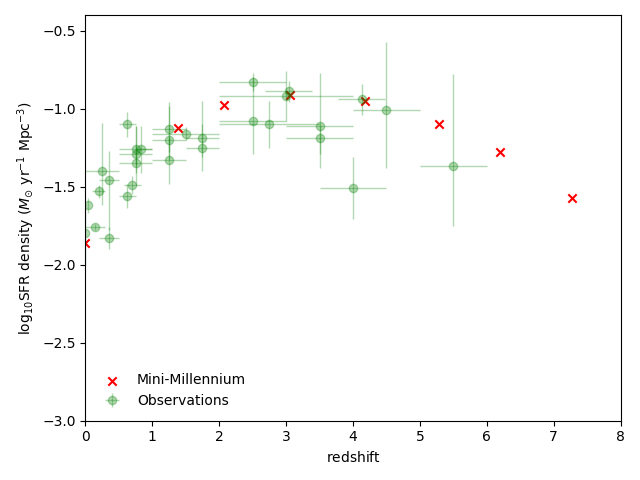 −0.5
−1.0
−1.5
−2.0
−2.5
−3.0
log₁₀SFR density (M⊙ yr⁻¹ Mpc⁻³)
Mini-Millennium
Observations
0 1 2 3 4 5 6 7 8
redshift